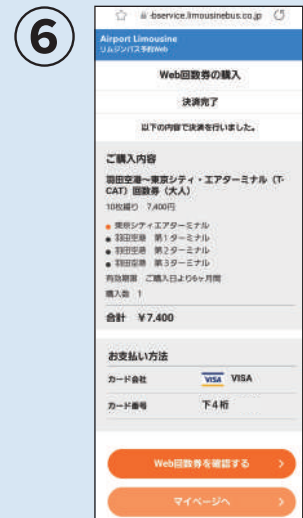 ⑥
bservice.limousinebus.co.jp
Airport Limousine
リムジンバス予約Web
Web回数券の購入
決済完了
以下の内容で決済を行いました。
ご購入内容
羽田空港～東京シティ・エアターミナル（T-
CAT）回数券（大人）
10枚綴り 7,400円
● 東京シティエアターミナル
● 羽田空港 第1ターミナル
● 羽田空港 第2ターミナル
● 羽田空港 第3ターミナル
有効期限 ご購入日より6ヶ月間
購入数 1
合計 ￥7,400
お支払い方法
カード会社 VISA VISA
カード番号 下4桁
Web回数券を確認する >
マイページへ >